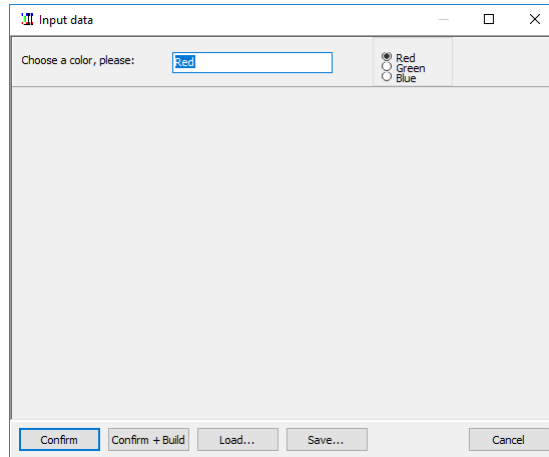 Input data
Choose a color, please:
Red
Red
Green
Blue
Confirm
Confirm + Build
Load...
Save...
Cancel